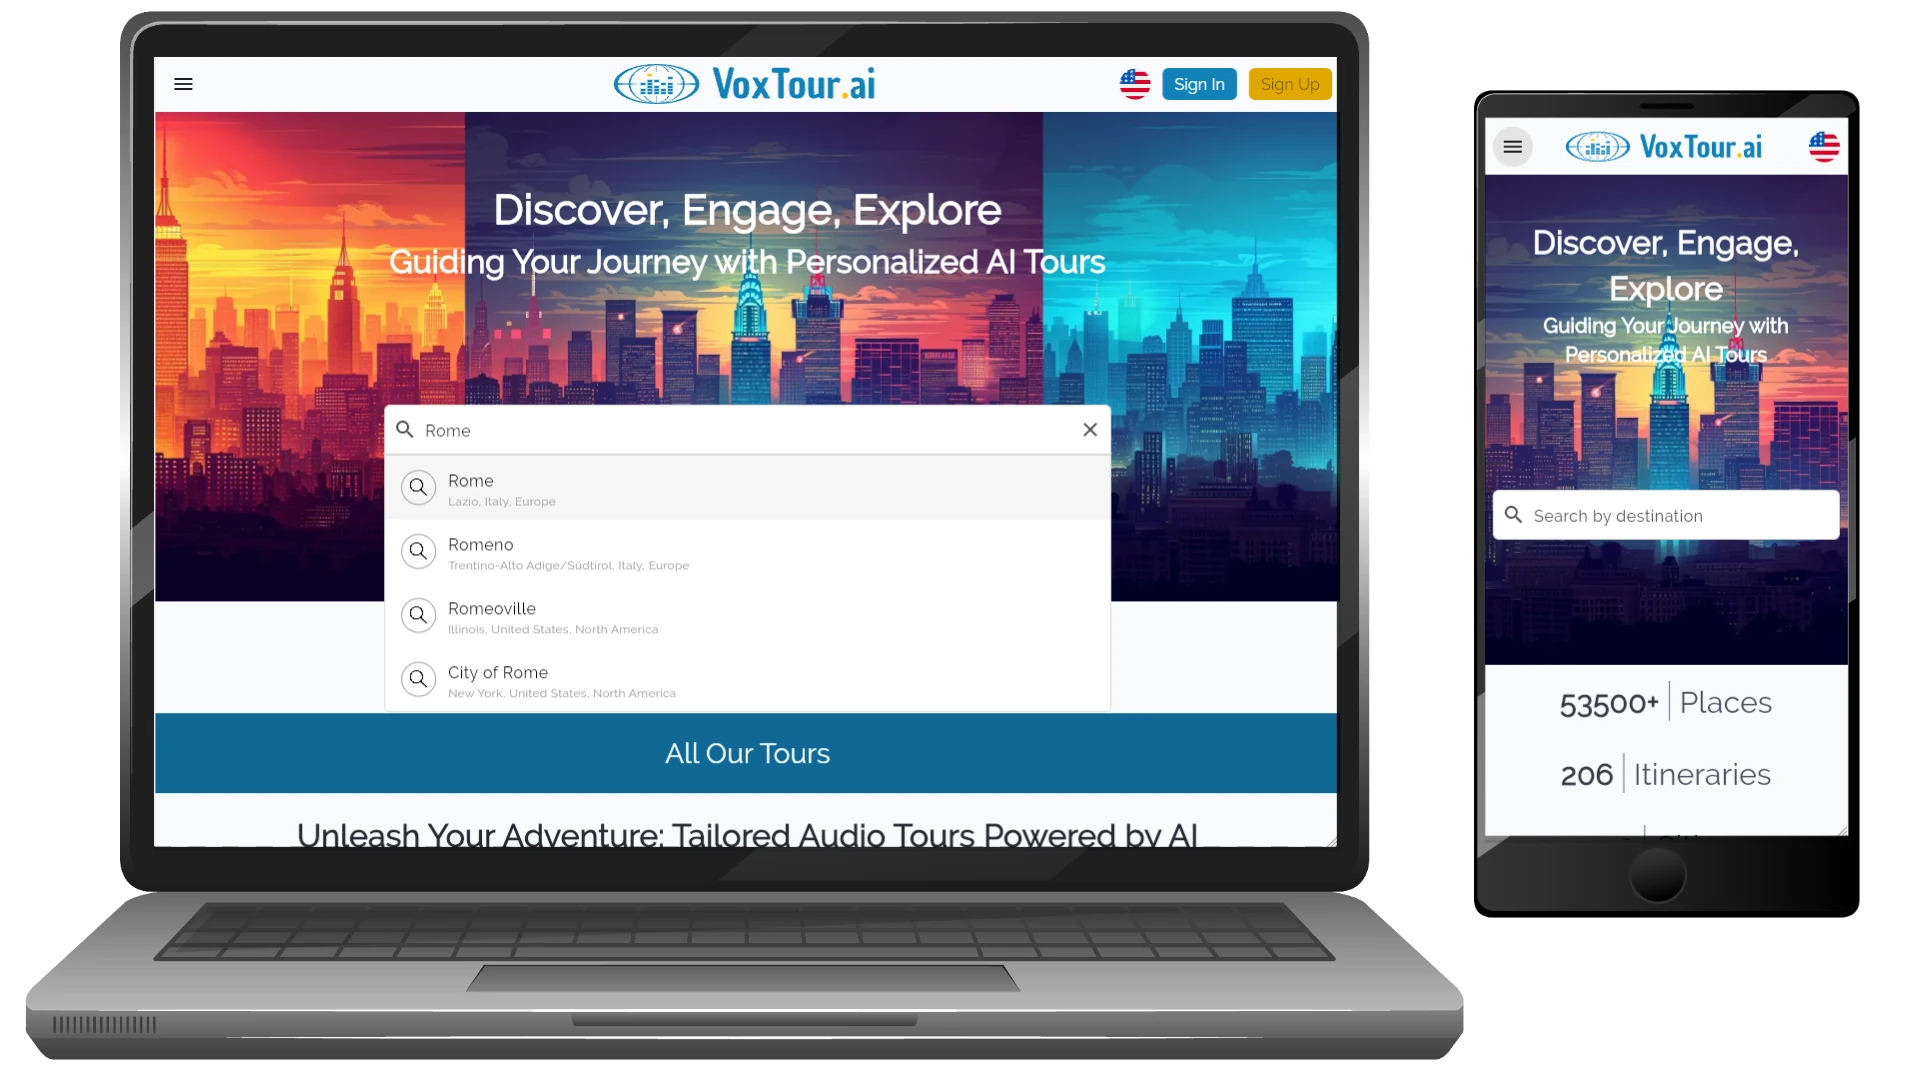 VoxTour.ai
Sign In
Sign Up
Discover, Engage, Explore
Guiding Your Journey with Personalized AI Tours
Rome
Rome
Lazio, Italy, Europe
Romeno
Trentino-Alto Adige/Südtirol, Italy, Europe
Romeoville
Illinois, United States, North America
City of Rome
New York, United States, North America
All Our Tours
Unleash Your Adventure: Tailored Audio Tours Powered by AI
VoxTour.ai
Discover, Engage,
Explore
Guiding Your Journey with
Personalized AI Tours
Search by destination
53500+ Places
206 Itineraries